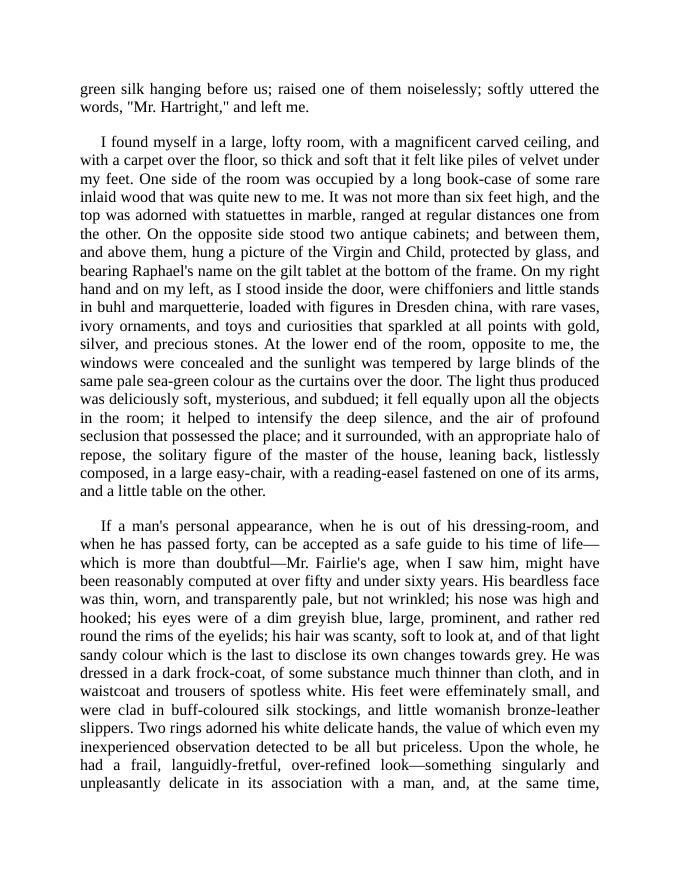 green silk hanging before us; raised one of them noiselessly; softly uttered the
words, "Mr. Hartright," and left me.
I found myself in a large, lofty room, with a magnificent carved ceiling, and
with a carpet over the floor, so thick and soft that it felt like piles of velvet under
my feet. One side of the room was occupied by a long book-case of some rare
inlaid wood that was quite new to me. It was not more than six feet high, and the
top was adorned with statuettes in marble, ranged at regular distances one from
the other. On the opposite side stood two antique cabinets; and between them,
and above them, hung a picture of the Virgin and Child, protected by glass, and
bearing Raphael's name on the gilt tablet at the bottom of the frame. On my right
hand and on my left, as I stood inside the door, were chiffoniers and little stands
in buhl and marquetterie, loaded with figures in Dresden china, with rare vases,
ivory ornaments, and toys and curiosities that sparkled at all points with gold,
silver, and precious stones. At the lower end of the room, opposite to me, the
windows were concealed and the sunlight was tempered by large blinds of the
same pale sea-green colour as the curtains over the door. The light thus produced
was deliciously soft, mysterious, and subdued; it fell equally upon all the objects
in the room; it helped to intensify the deep silence, and the air of profound
seclusion that possessed the place; and it surrounded, with an appropriate halo of
repose, the solitary figure of the master of the house, leaning back, listlessly
composed, in a large easy-chair, with a reading-easel fastened on one of its arms,
and a little table on the other.
If a man's personal appearance, when he is out of his dressing-room, and
when he has passed forty, can be accepted as a safe guide to his time of life—
which is more than doubtful—Mr. Fairlie's age, when I saw him, might have
been reasonably computed at over fifty and under sixty years. His beardless face
was thin, worn, and transparently pale, but not wrinkled; his nose was high and
hooked; his eyes were of a dim greyish blue, large, prominent, and rather red
round the rims of the eyelids; his hair was scanty, soft to look at, and of that light
sandy colour which is the last to disclose its own changes towards grey. He was
dressed in a dark frock-coat, of some substance much thinner than cloth, and in
waistcoat and trousers of spotless white. His feet were effeminately small, and
were clad in buff-coloured silk stockings, and little womanish bronze-leather
slippers. Two rings adorned his white delicate hands, the value of which even my
inexperienced observation detected to be all but priceless. Upon the whole, he
had a frail, languidly-fretful, over-refined look—something singularly and
unpleasantly delicate in its association with a man, and, at the same time,